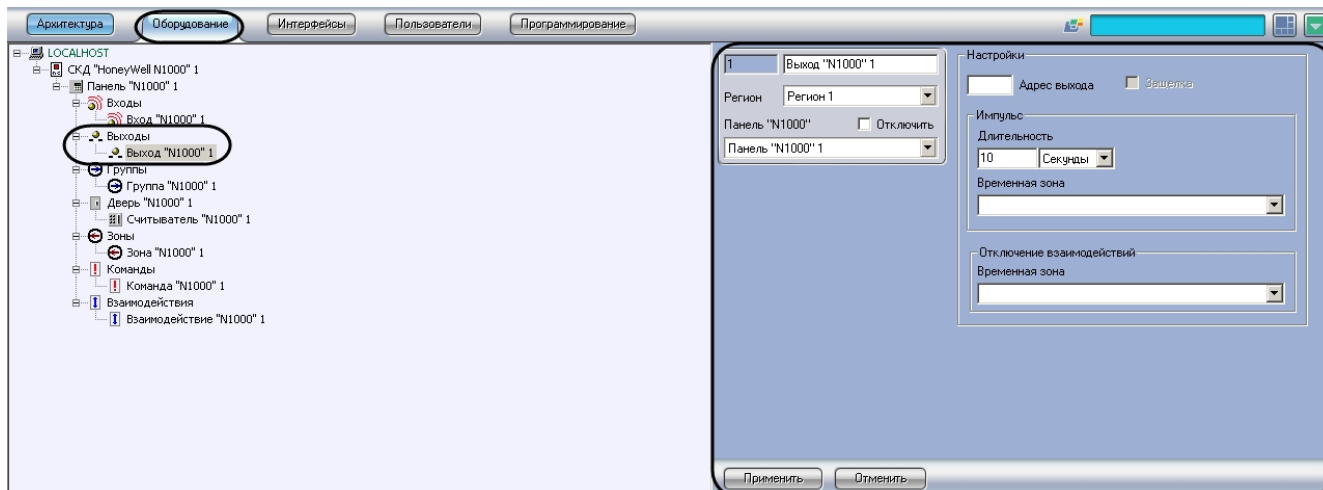 Архитектура Оборудование Интерфейсы Пользователи Программирование
LOCALHOST
СКД "HoneyWell N1000" 1
Панель "N1000" 1
Входы
Вход "N1000" 1
Выходы
Выход "N1000" 1
Группы
Группа "N1000" 1
Дверь "N1000" 1
Считыватель "N1000" 1
Зоны
Зона "N1000" 1
Команды
Команда "N1000" 1
Взаимодействия
Взаимодействие "N1000" 1
1 Выход "N1000" 1
Регион Регион 1
Панель "N1000" Отключить
Панель "N1000" 1
Настройки
Адрес выхода Защелка
Импульс
Длительность
10 Секунды
Временная зона
Отключение взаимодействий
Временная зона
Применить Отменить